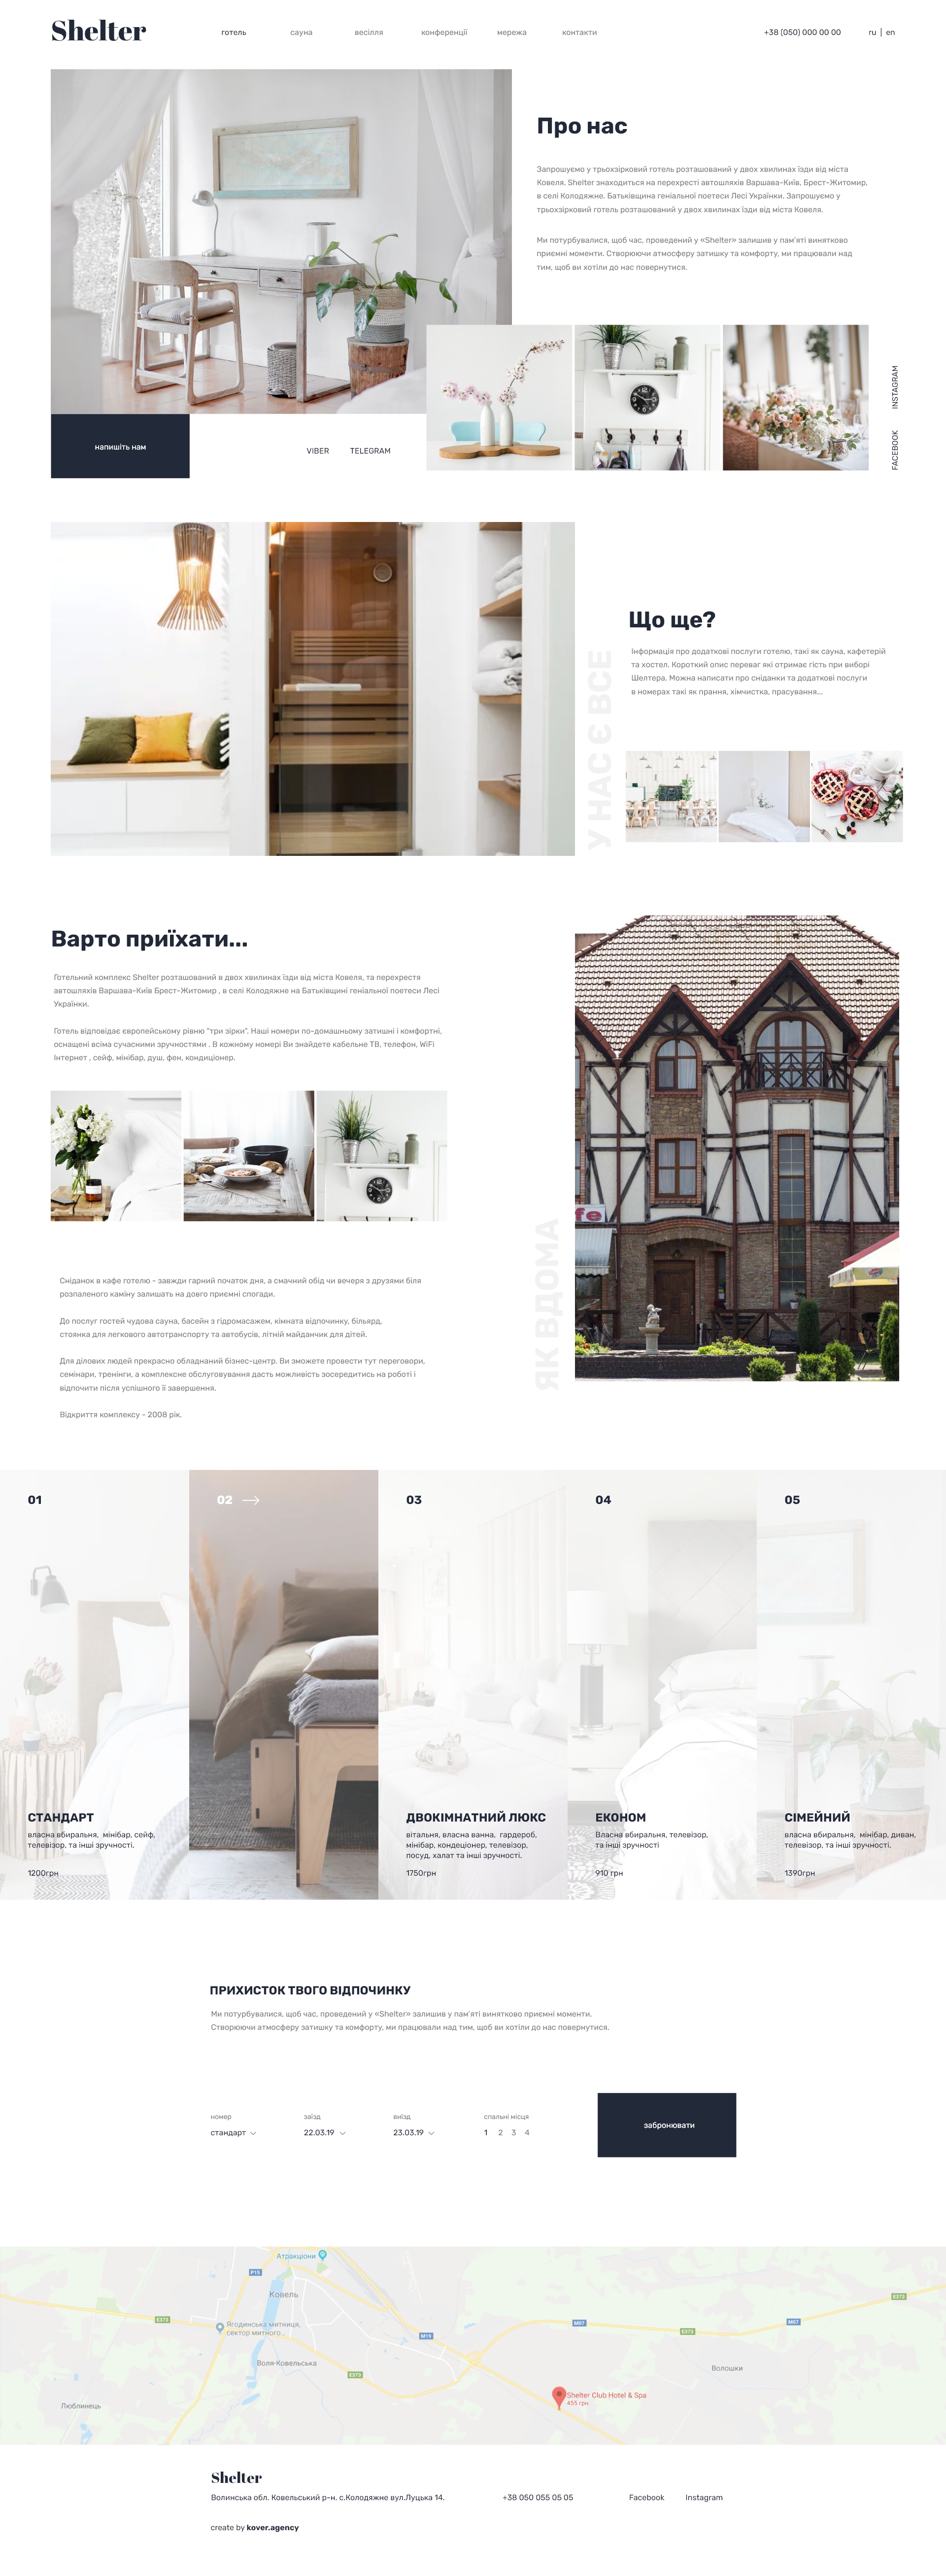 Shelter
готель сауна весілля конференції мережа контакти
+38 (050) 000 00 00
ru | en
Про нас
Запрошуємо у трьохзірковий готель розташований у двох хвилинах їзди від міста
Ковеля. Shelter знаходиться на перехресті автошляхів Варшава-Київ, Брест-Житомир,
в селі Колодяжне. Батьківщина геніальної поетеси Лесі Українки. Запрошуємо у
трьохзірковий готель розташований у двох хвилинах їзди від міста Ковеля.
Ми потурбувалися, щоб час, проведений у «Shelter» залишив у пам'яті винятково
приємні моменти. Створюючи атмосферу затишку та комфорту, ми працювали над
тим, щоб ви хотіли до нас повернутися.
INSTAGRAM
FACEBOOK
напишіть нам
VIBER TELEGRAM
Що ще?
Інформація про додаткові послуги готелю, такі як сауна, кафетерій
та хостел. Короткий опис переваг які отримає гість при виборі
Шелтера. Можна написати про сніданки та додаткові послуги
в номерах такі як прання, хімчистка, прасування...
У НАС Є ВСЕ
Варто приїхати...
Готельний комплекс Shelter розташований в двох хвилинах їзди від міста Ковеля, та перехрестя
автошляхів Варшава-Київ Брест-Житомир , в селі Колодяжне на Батьківщині геніальної поетеси Лесі
Українки.
Готель відповідає європейському рівню "три зірки". Наші номери по-домашньому затишні і комфортні,
оснащені всіма сучасними зручностями . В кожному номері Ви знайдете кабельне ТВ, телефон, WiFi
Інтернет , сейф, мінібар, душ, фен, кондиціонер.
fe
ЯК ВДОМА
Сніданок в кафе готелю - завжди гарний початок дня, а смачний обід чи вечеря з друзями біля
розпаленого каміну залишать на довго приємні спогади.
До послуг гостей чудова сауна, басейн з гідромасажем, кімната відпочинку, більярд,
стоянка для легкового автотранспорту та автобусів, літній майданчик для дітей.
Для ділових людей прекрасно обладнаний бізнес-центр. Ви зможете провести тут переговори,
семінари, тренінги, а комплексне обслуговування дасть можливість зосередитись на роботі і
відпочити після успішного її завершення.
Відкриття комплексу - 2008 рік.
01
СТАНДАРТ
власна вбиральня, мінібар, сейф,
телевізор, та інші зручності.
1200грн
02
03
ДВОКІМНАТНИЙ ЛЮКС
вітальня, власна ванна, гардероб,
мінібар, кондеціонер, телевізор,
посуд, халат та інші зручності.
1750грн
04
ЕКОНОМ
Власна вбиральня, телевізор,
та інші зручності
910 грн
05
СІМЕЙНИЙ
власна вбиральня, мінібар, диван,
телевізор, та інші зручності.
1390грн
ПРИХИСТОК ТВОГО ВІДПОЧИНКУ
Ми потурбувалися, щоб час, проведений у «Shelter» залишив у пам'яті винятково приємні моменти.
Створюючи атмосферу затишку та комфорту, ми працювали над тим, щоб ви хотіли до нас повернутися.
номер заїзд виїзд спальні місця
стандарт 22.03.19 23.03.19 1 2 3 4
забронювати
Атракціони
P15
Ковель
E373
E373
Ягодинська митниця,
сектор митного ..
M07
M07
E373
M19
Воля-Ковельська
E373
Волошки
Люблинець
Shelter Club Hotel & Spa
455 грн.
Shelter
Волинська обл. Ковельський р-н. с.Колодяжне вул.Луцька 14.
+38 050 055 05 05
Facebook Instagram
create by kover.agency